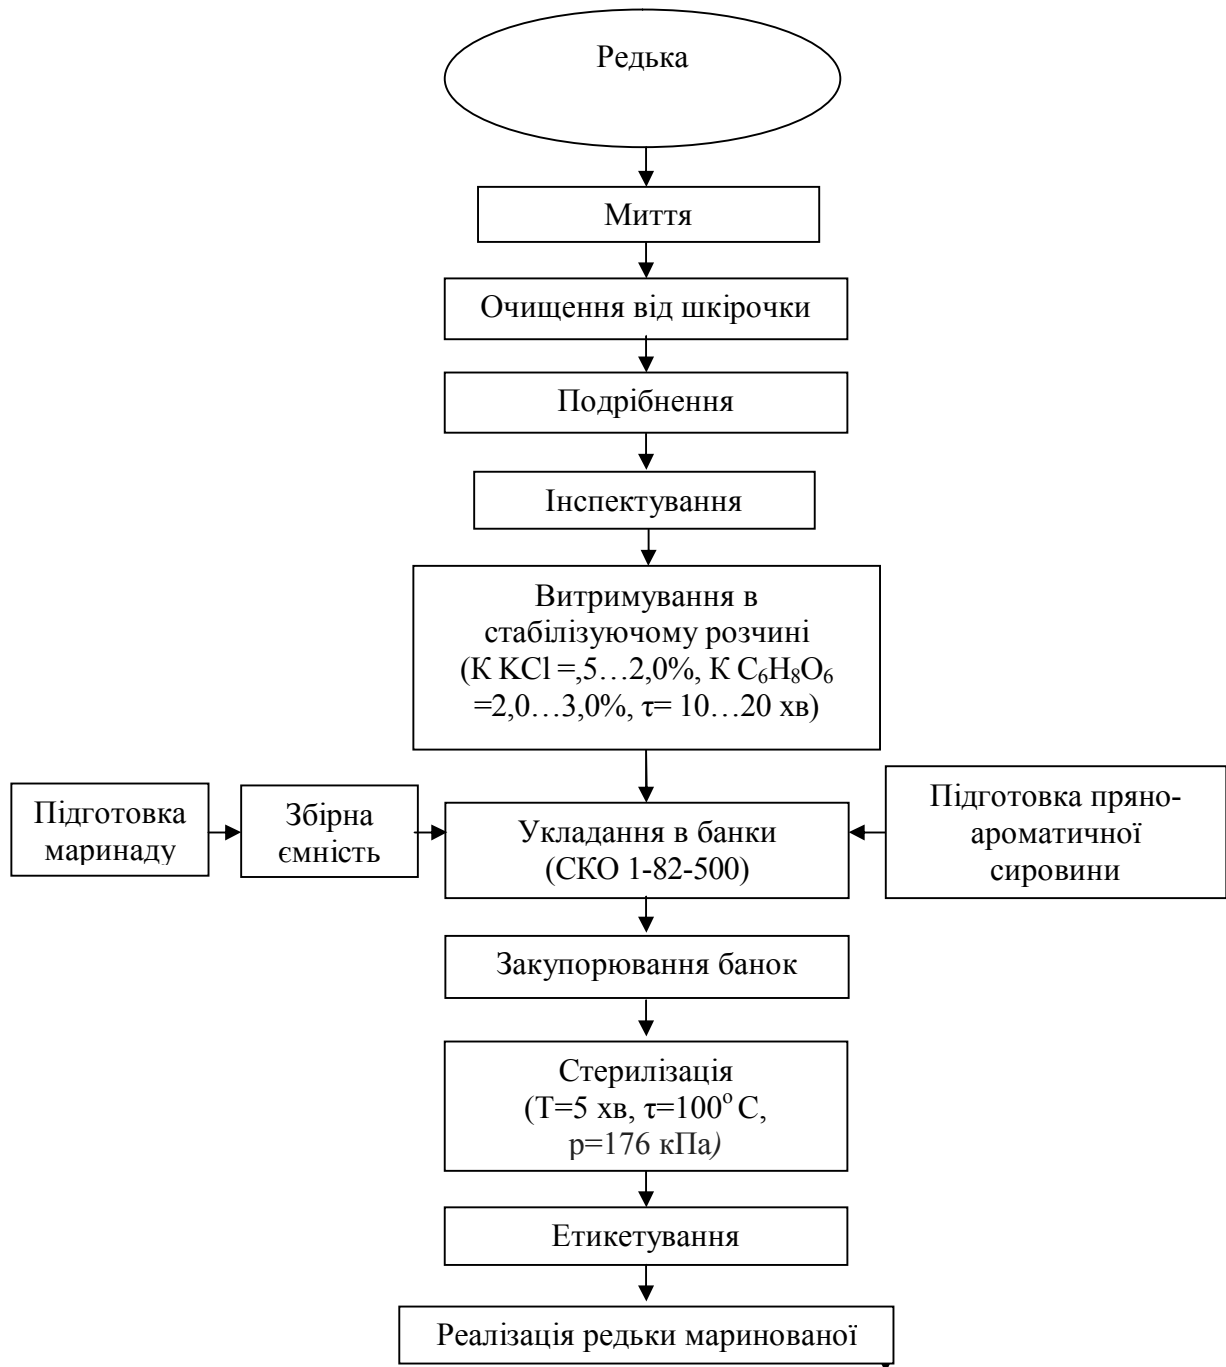 Редька
Миття
Очищення від шкірочки
Подрібнення
Інспектування
Витримування в
стабілізуючому розчині
(К KCl =,5…2,0%, К C₆H₈O₆
=2,0…3,0%, τ= 10…20 хв)
Підготовка
маринаду
Збірна
ємність
Укладання в банки
(СКО 1-82-500)
Підготовка пряно-
ароматичної
сировини
Закупорювання банок
Стерилізація
(Т=5 хв, τ=100° С,
р=176 кПа)
Етикетування
Реалізація редьки маринованої